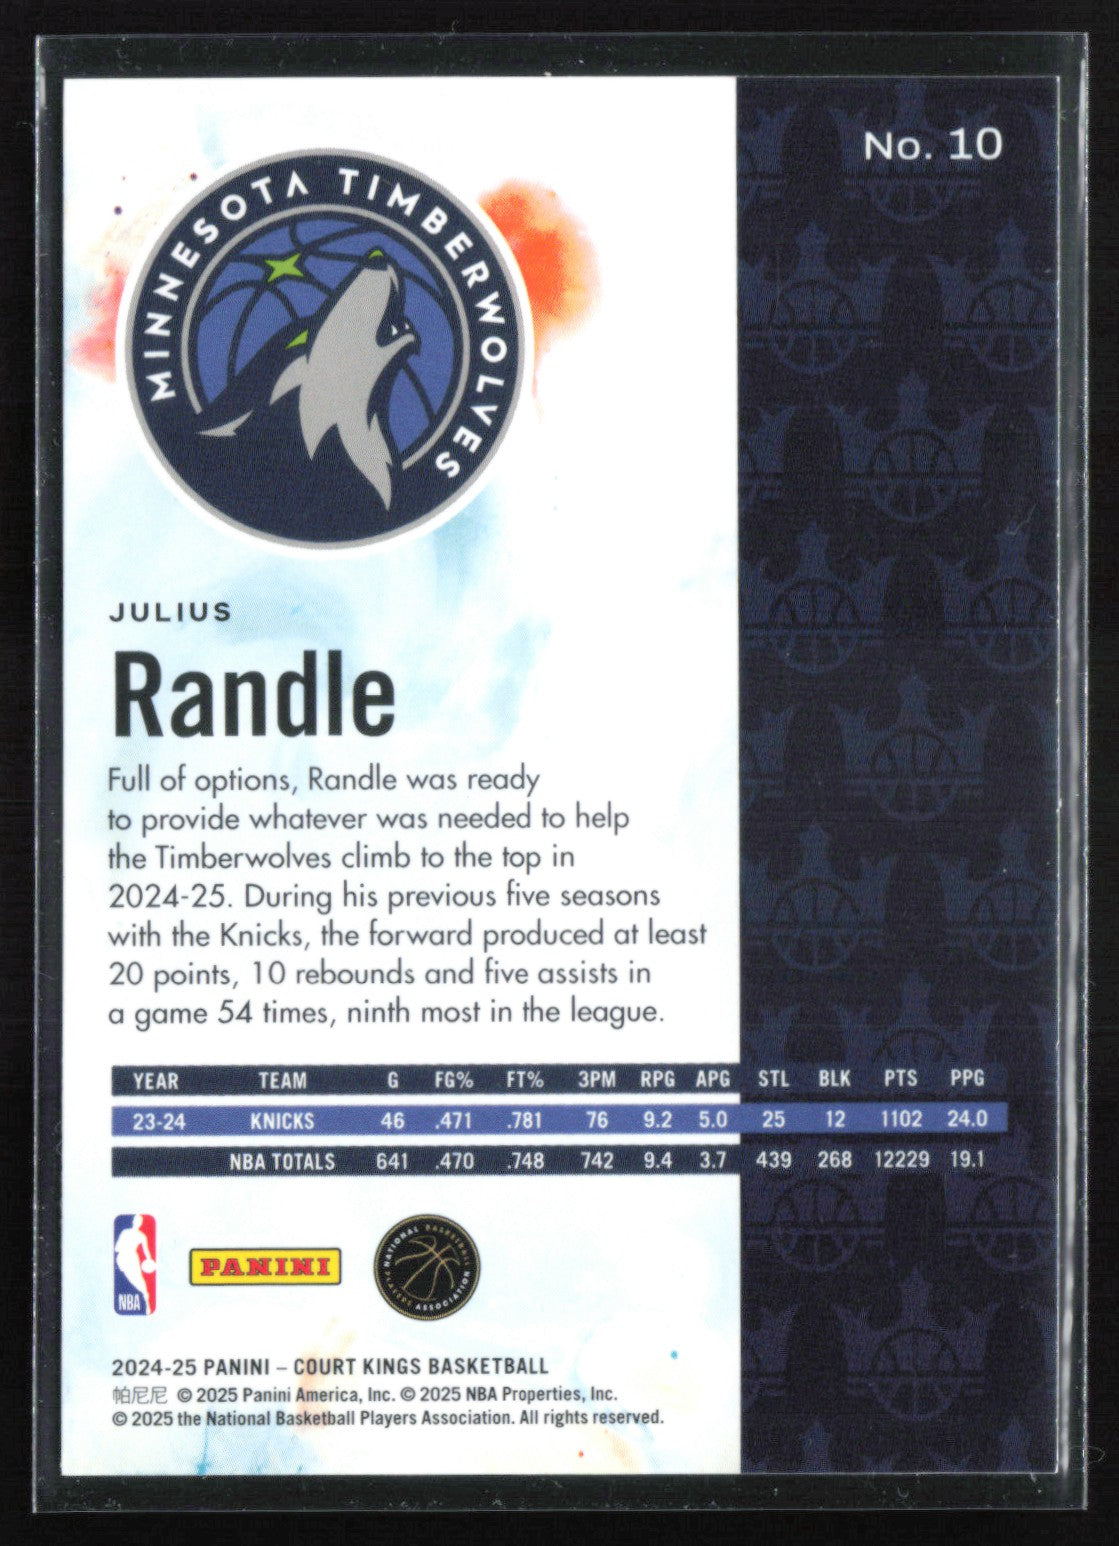 No. 10
MINNESOTA TIMBERWOLVES
JULIUS
Randle
Full of options, Randle was ready
to provide whatever was needed to help
the Timberwolves climb to the top in
2024-25. During his previous five seasons
with the Knicks, the forward produced at least
20 points, 10 rebounds and five assists in
a game 54 times, ninth most in the league.
YEAR TEAM G FG% FT% 3PM RPG APG STL BLK PTS PPG
23-24 KNICKS 46 .471 .781 76 9.2 5.0 25 12 1102 24.0
NBA TOTALS 641 .470 .748 742 9.4 3.7 439 268 12229 19.1
NBA
PANINI
NATIONAL BASKETBALL PLAYERS ASSOCIATION
2024-25 PANINI – COURT KINGS BASKETBALL
帕尼尼 © 2025 Panini America, Inc. © 2025 NBA Properties, Inc.
© 2025 the National Basketball Players Association. All rights reserved.